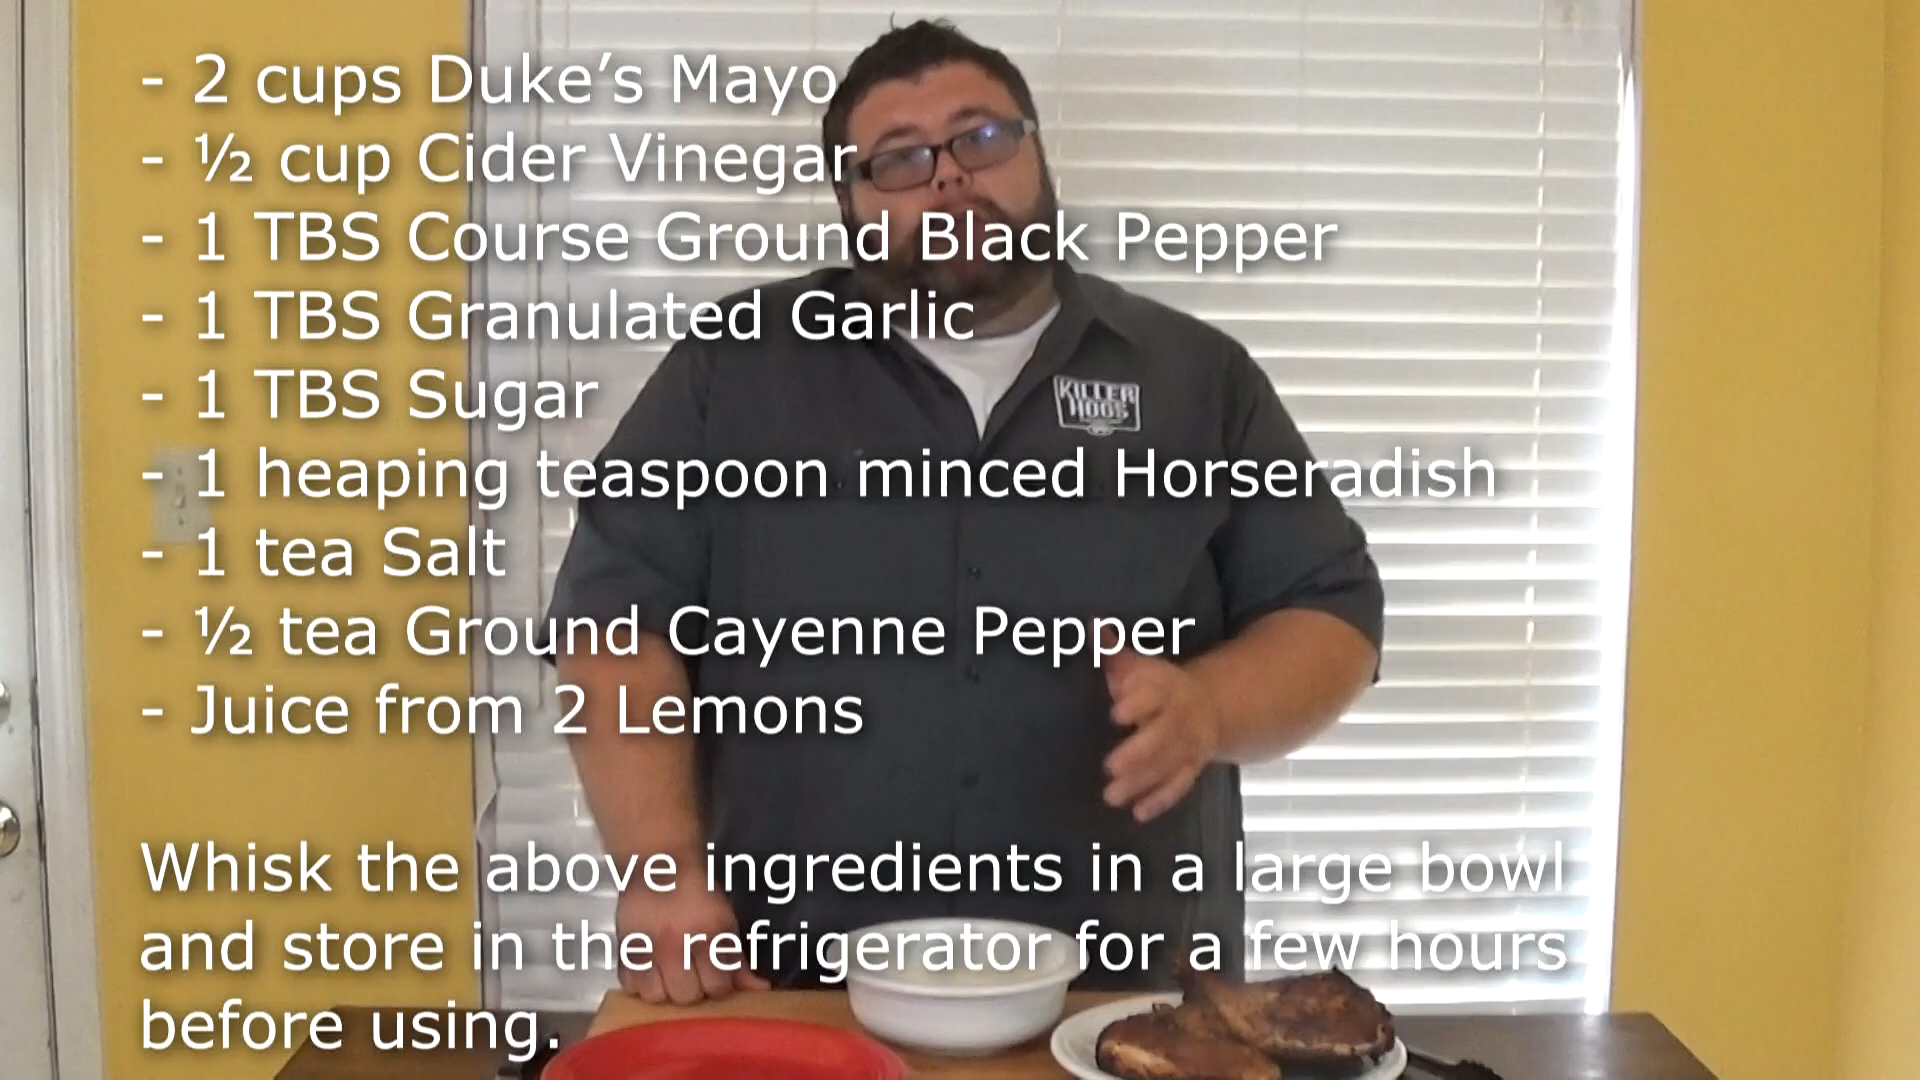 - 2 cups Duke’s Mayo
- ½ cup Cider Vinegar
- 1 TBS Course Ground Black Pepper
- 1 TBS Granulated Garlic
- 1 TBS Sugar
- 1 heaping teaspoon minced Horseradish
- 1 tea Salt
- ½ tea Ground Cayenne Pepper
- Juice from 2 Lemons
KILLER
HOGS
Whisk the above ingredients in a large bowl
and store in the refrigerator for a few hours
before using.